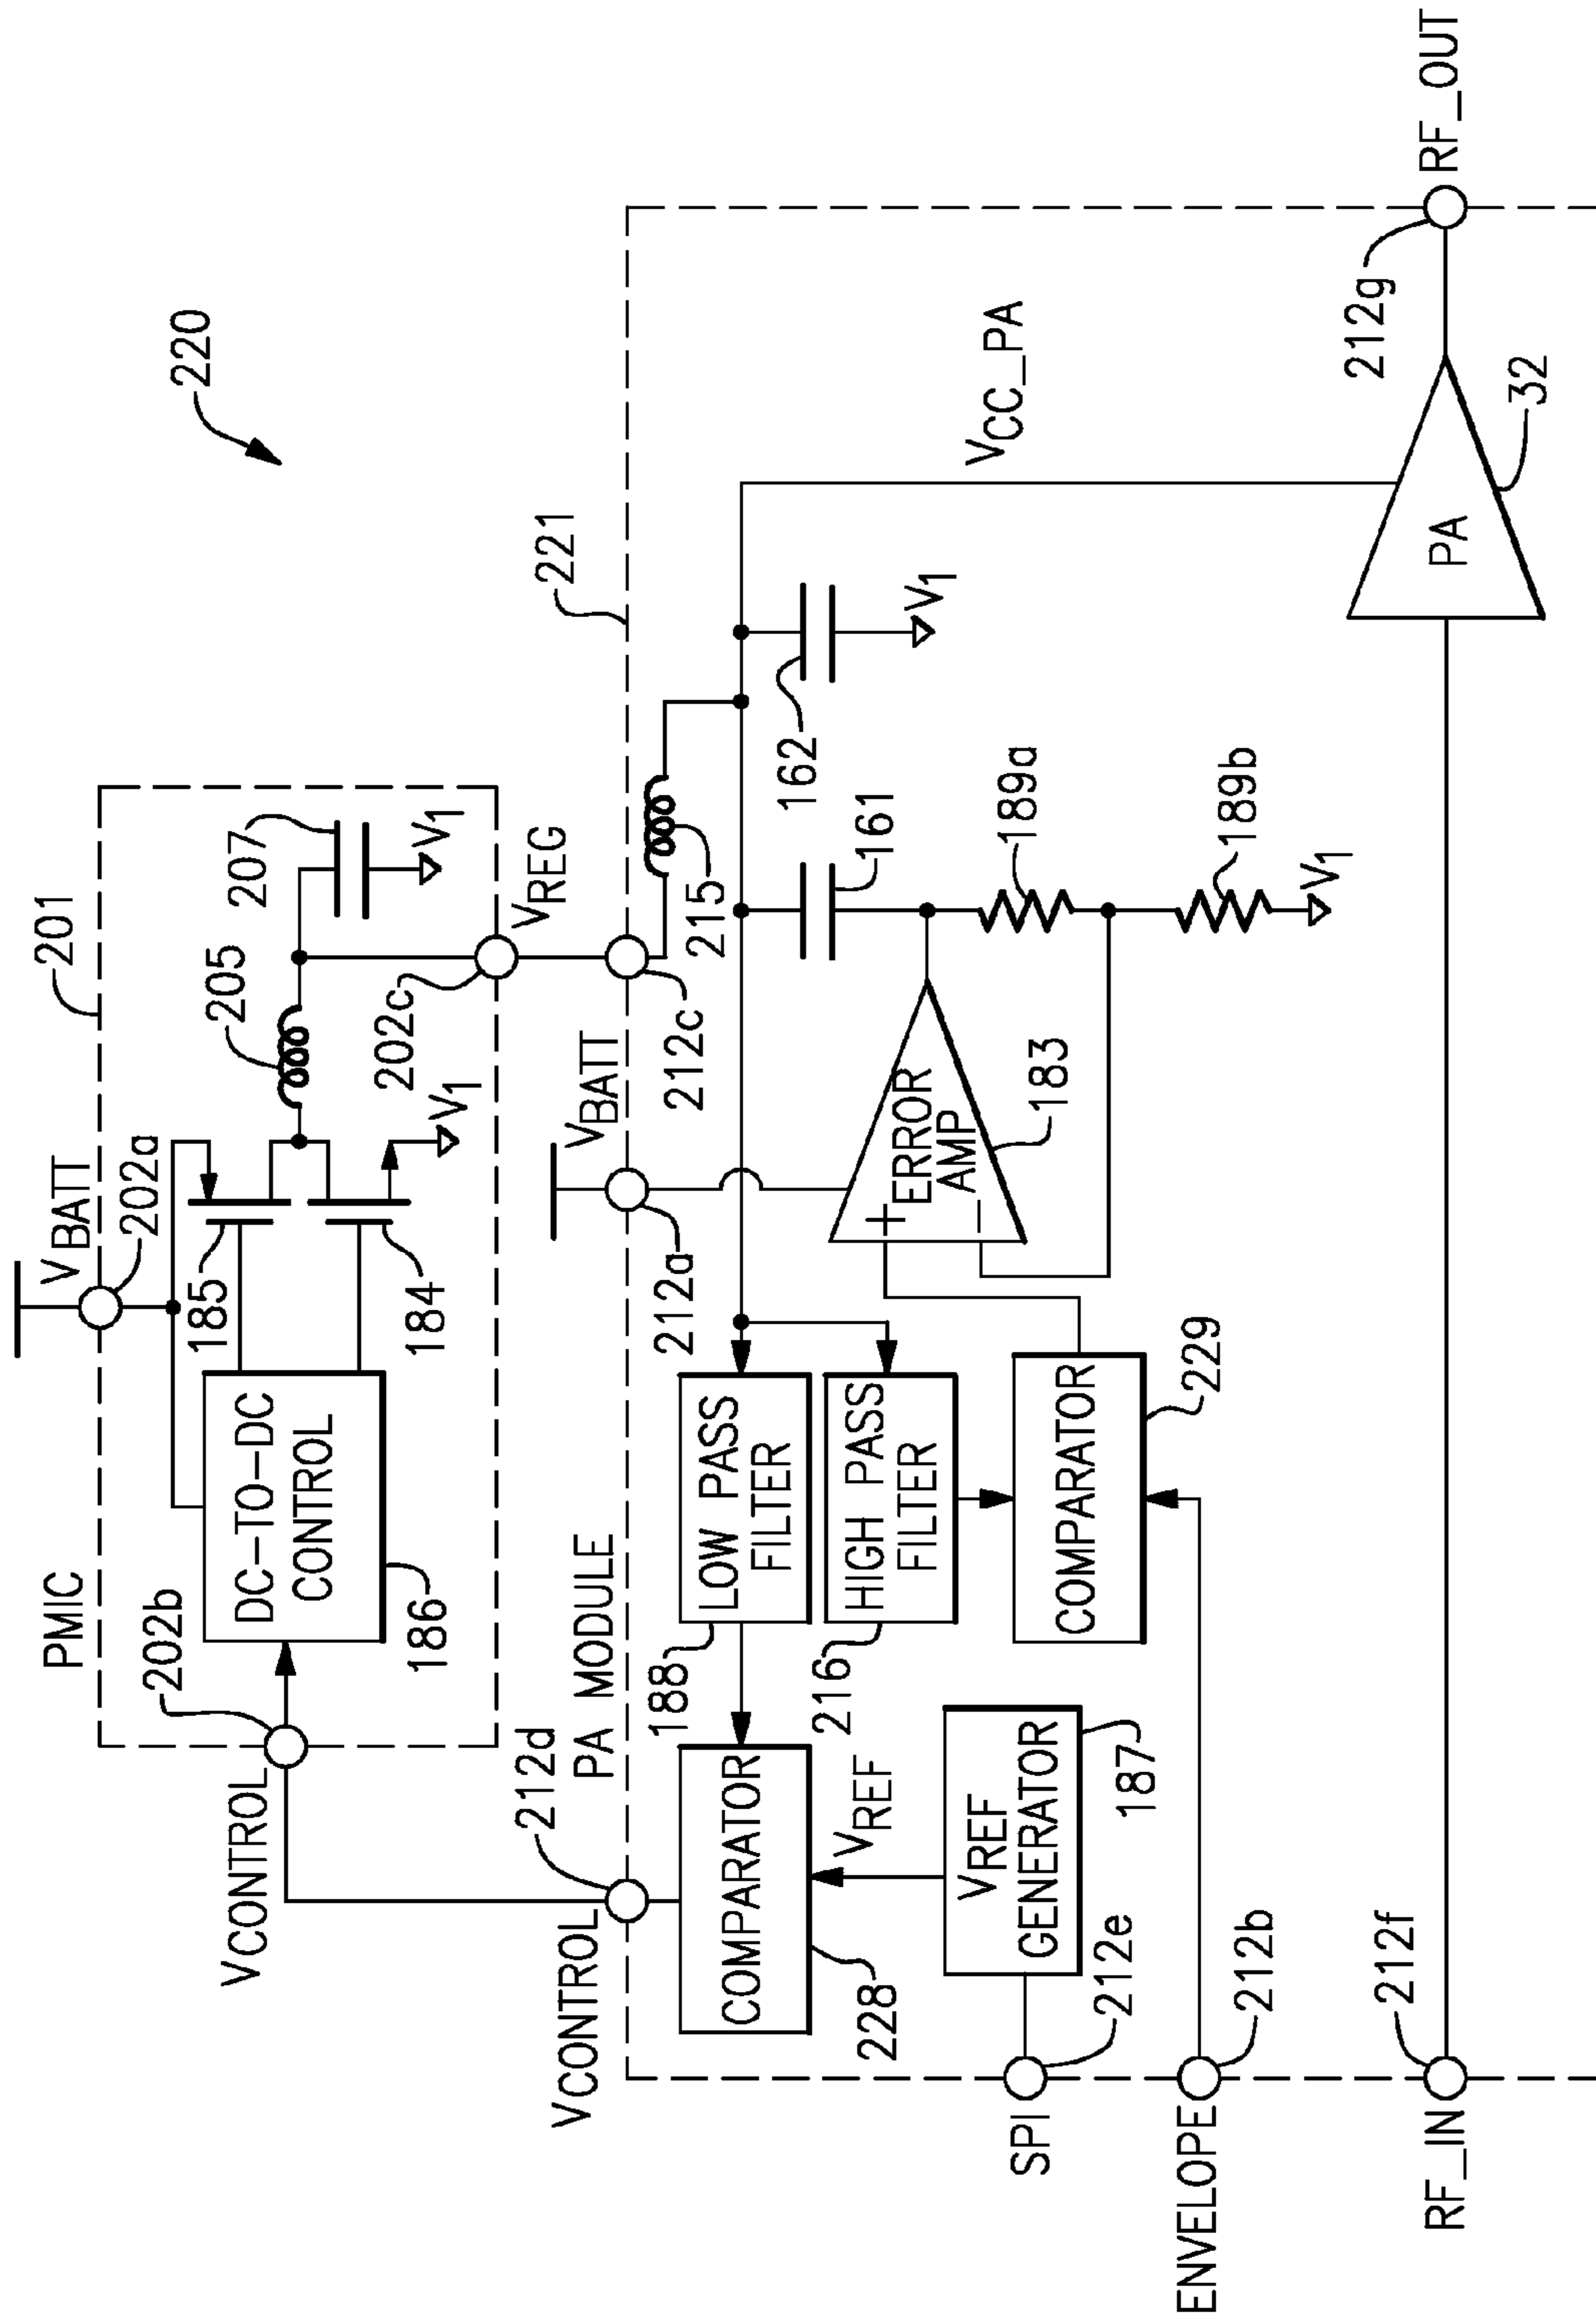 220
PMIC
201
VBATT
202a
202b
VCONTROL
DC-TO-DC
CONTROL
186
185
184
V1
205
207
V1
202c
VREG
PA MODULE
221
VCONTROL
212d
VBATT
212a
212c
215
COMPARATOR
228
188
LOW PASS
FILTER
216
HIGH PASS
FILTER
VREF
VREF
GENERATOR
187
COMPARATOR
229
ERROR
AMP
+
−
183
161
162
V1
189a
189b
V1
VCC_PA
SPI
212e
ENVELOPE
212b
RF_IN
212f
PA
32
212g
RF_OUT